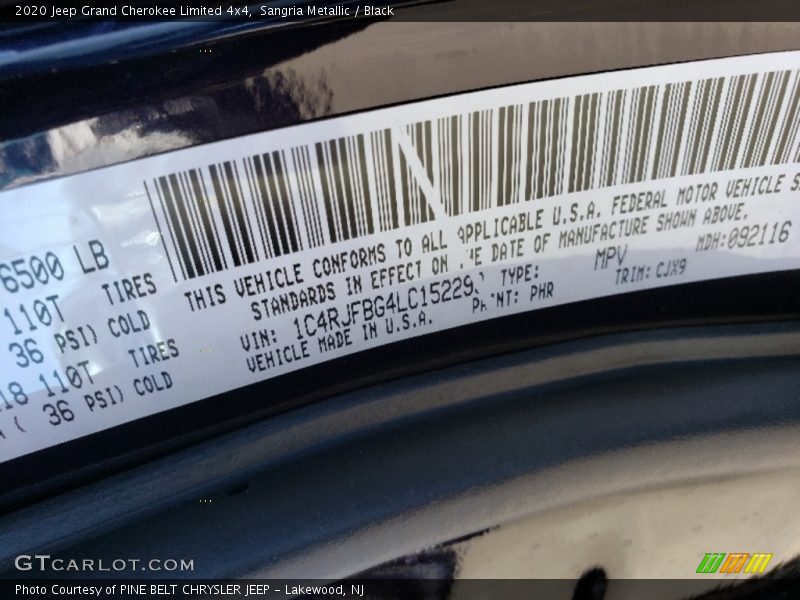 2020 Jeep Grand Cherokee Limited 4x4, Sangria Metallic / Black
6500 LB
110T TIRES
36 PSI) COLD
18 110T TIRES
( 36 PSI) COLD
THIS VEHICLE CONFORMS TO ALL APPLICABLE U.S.A. FEDERAL MOTOR VEHICLE S
STANDARDS IN EFFECT ON THE DATE OF MANUFACTURE SHOWN ABOVE.
VIN: 1C4RJFBG4LC15229 TYPE: MPV MDH:092116
VEHICLE MADE IN U.S.A. PAINT: PHR TRIM:CJX9
GTCARLOT.COM
Photo Courtesy of PINE BELT CHRYSLER JEEP - Lakewood, NJ